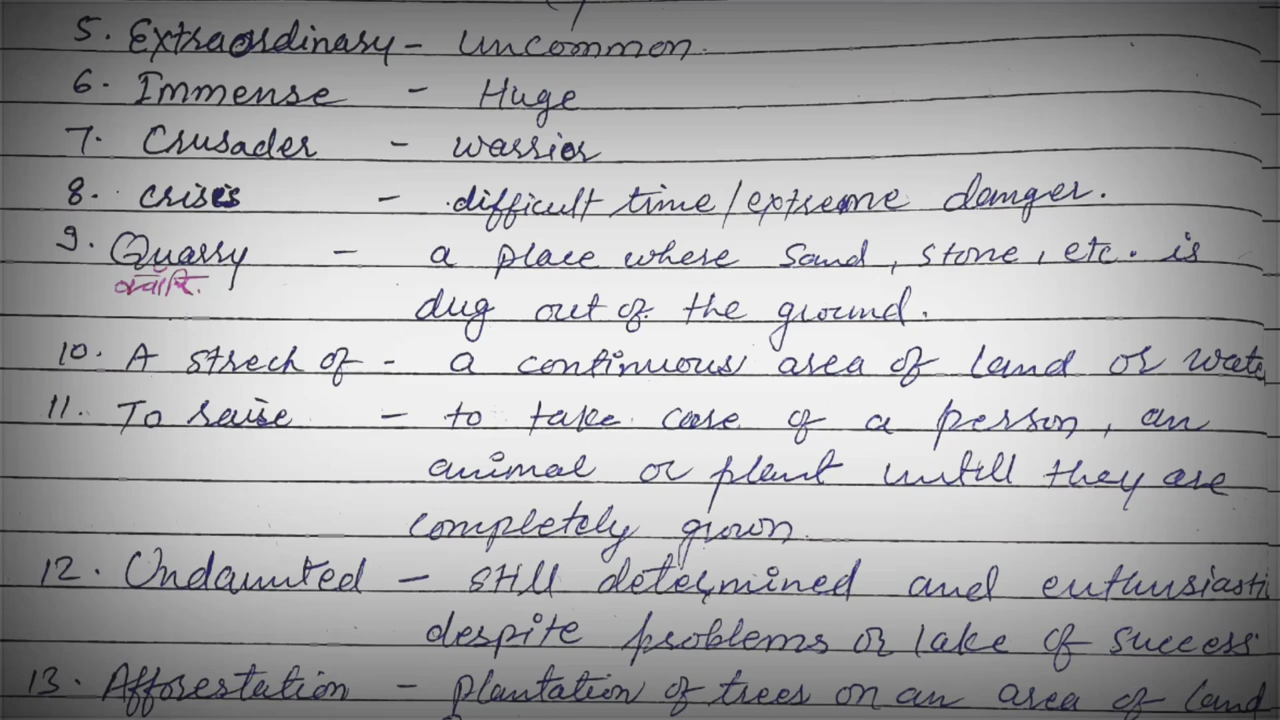 5. Extraordinary - uncommon.
6. Immense - Huge
7. Crusader - warrior
8. crisis - difficult time/extreme danger.
9. Quarry - a place where Sand, stone, etc. is
क्वारि.
dug out of the ground.
10. A strech of - a continuous area of land or wate
11. To raise - to take care of a person, an
animal or plant untill they are
completely grown.
12. Undaunted - still determined and enthusiasti
despite problems or lake of success
13. Afforestation - plantation of trees on an area of land